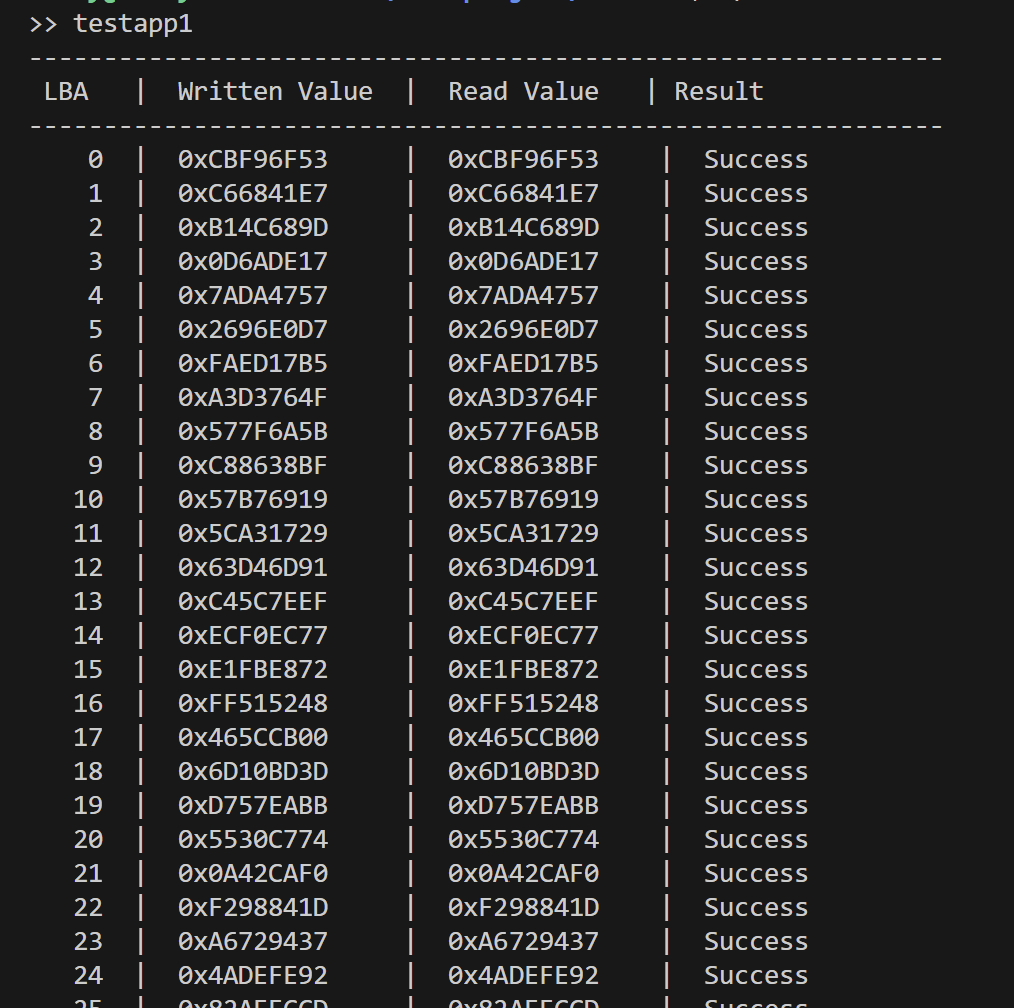 >> testapp1
-------------------------------------------------------------
LBA | Written Value | Read Value | Result
-------------------------------------------------------------
0 | 0xCBF96F53 | 0xCBF96F53 | Success
1 | 0xC66841E7 | 0xC66841E7 | Success
2 | 0xB14C689D | 0xB14C689D | Success
3 | 0x0D6ADE17 | 0x0D6ADE17 | Success
4 | 0x7ADA4757 | 0x7ADA4757 | Success
5 | 0x2696E0D7 | 0x2696E0D7 | Success
6 | 0xFAED17B5 | 0xFAED17B5 | Success
7 | 0xA3D3764F | 0xA3D3764F | Success
8 | 0x577F6A5B | 0x577F6A5B | Success
9 | 0xC88638BF | 0xC88638BF | Success
10 | 0x57B76919 | 0x57B76919 | Success
11 | 0x5CA31729 | 0x5CA31729 | Success
12 | 0x63D46D91 | 0x63D46D91 | Success
13 | 0xC45C7EEF | 0xC45C7EEF | Success
14 | 0xECF0EC77 | 0xECF0EC77 | Success
15 | 0xE1FBE872 | 0xE1FBE872 | Success
16 | 0xFF515248 | 0xFF515248 | Success
17 | 0x465CCB00 | 0x465CCB00 | Success
18 | 0x6D10BD3D | 0x6D10BD3D | Success
19 | 0xD757EABB | 0xD757EABB | Success
20 | 0x5530C774 | 0x5530C774 | Success
21 | 0x0A42CAF0 | 0x0A42CAF0 | Success
22 | 0xF298841D | 0xF298841D | Success
23 | 0xA6729437 | 0xA6729437 | Success
24 | 0x4ADEFE92 | 0x4ADEFE92 | Success
25 | | | Success